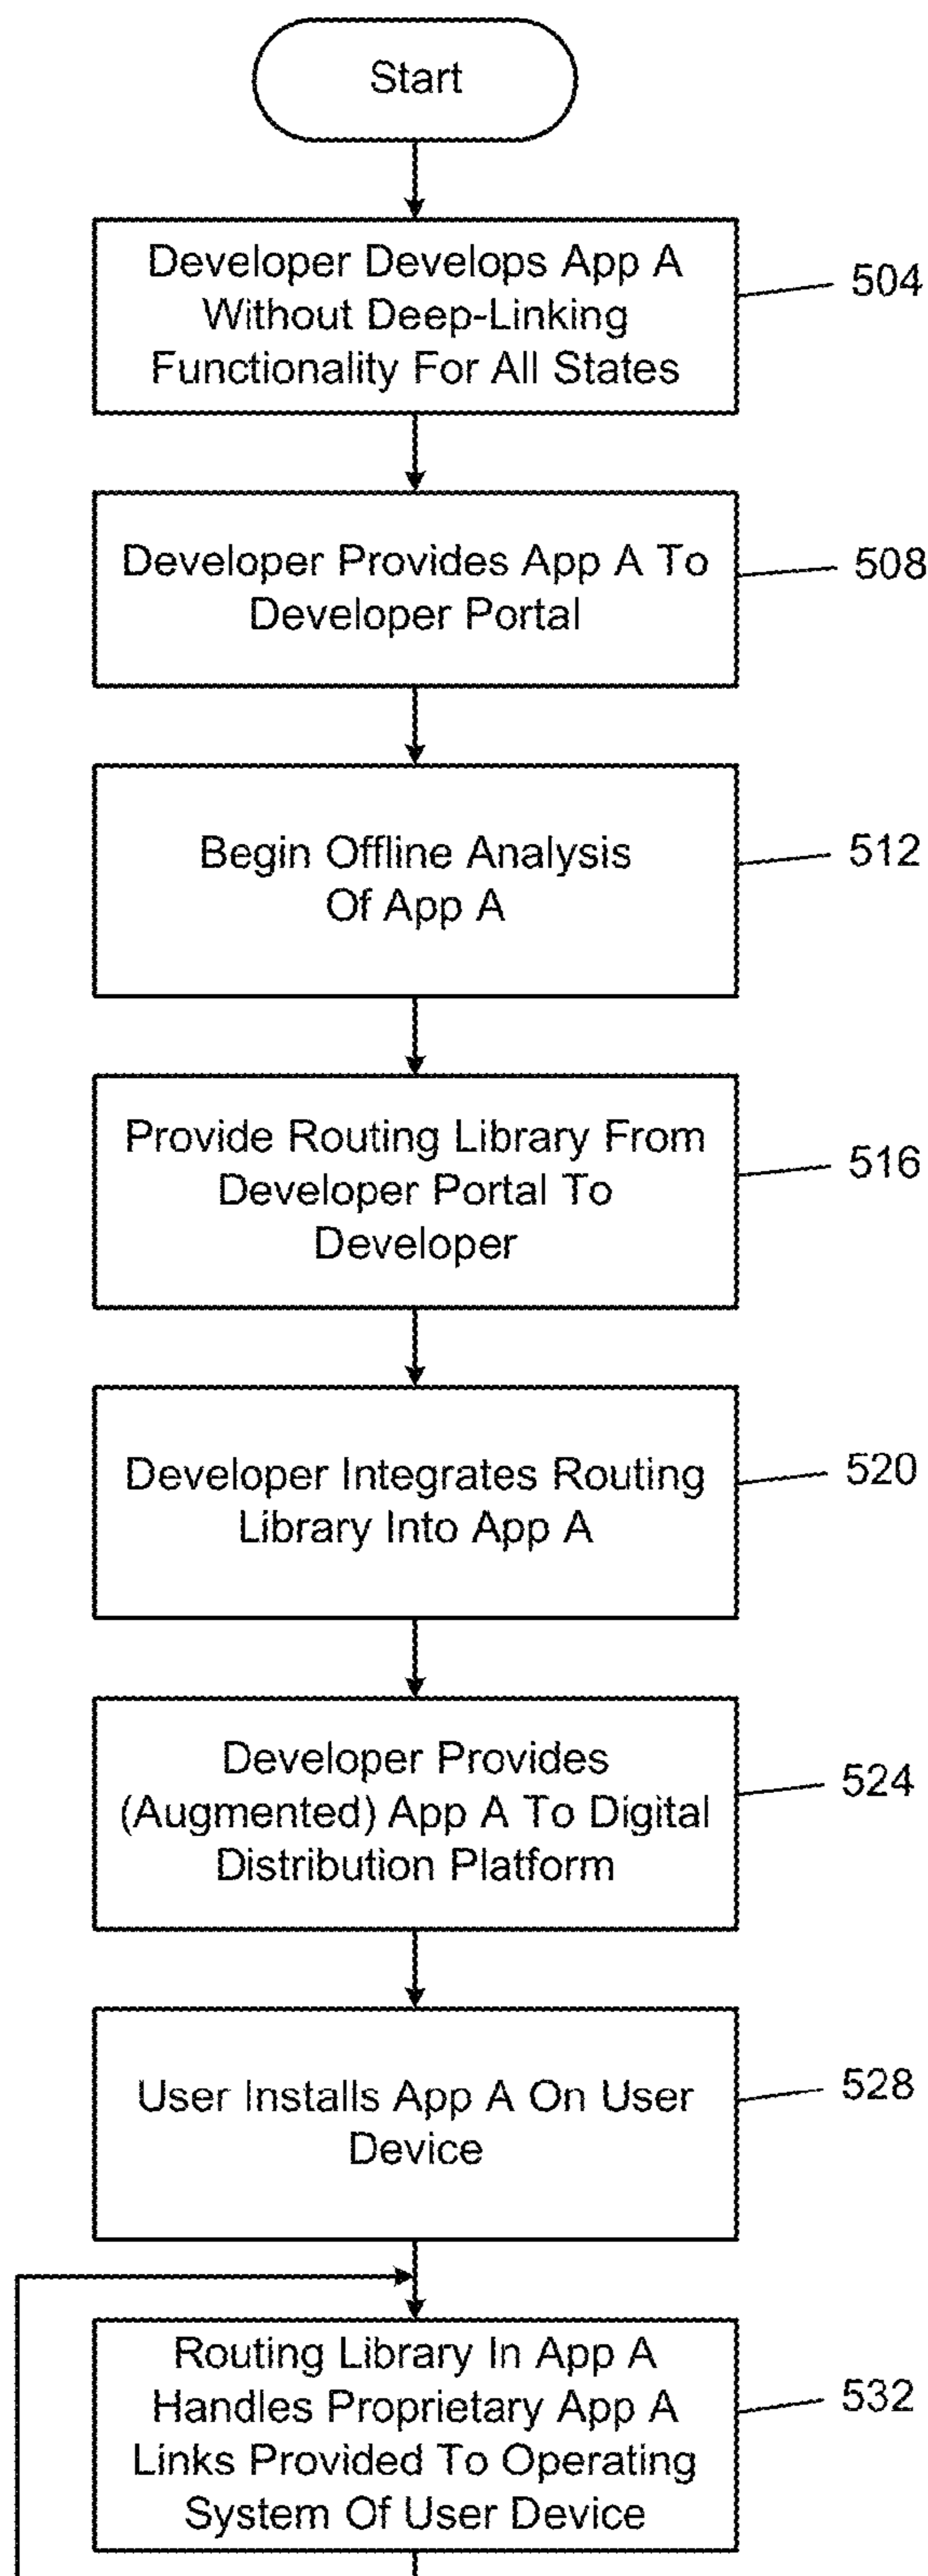 Start
Developer Develops App A
Without Deep-Linking
Functionality For All States
504
Developer Provides App A To
Developer Portal
508
Begin Offline Analysis
Of App A
512
Provide Routing Library From
Developer Portal To
Developer
516
Developer Integrates Routing
Library Into App A
520
Developer Provides
(Augmented) App A To Digital
Distribution Platform
524
User Installs App A On User
Device
528
Routing Library In App A
Handles Proprietary App A
Links Provided To Operating
System Of User Device
532